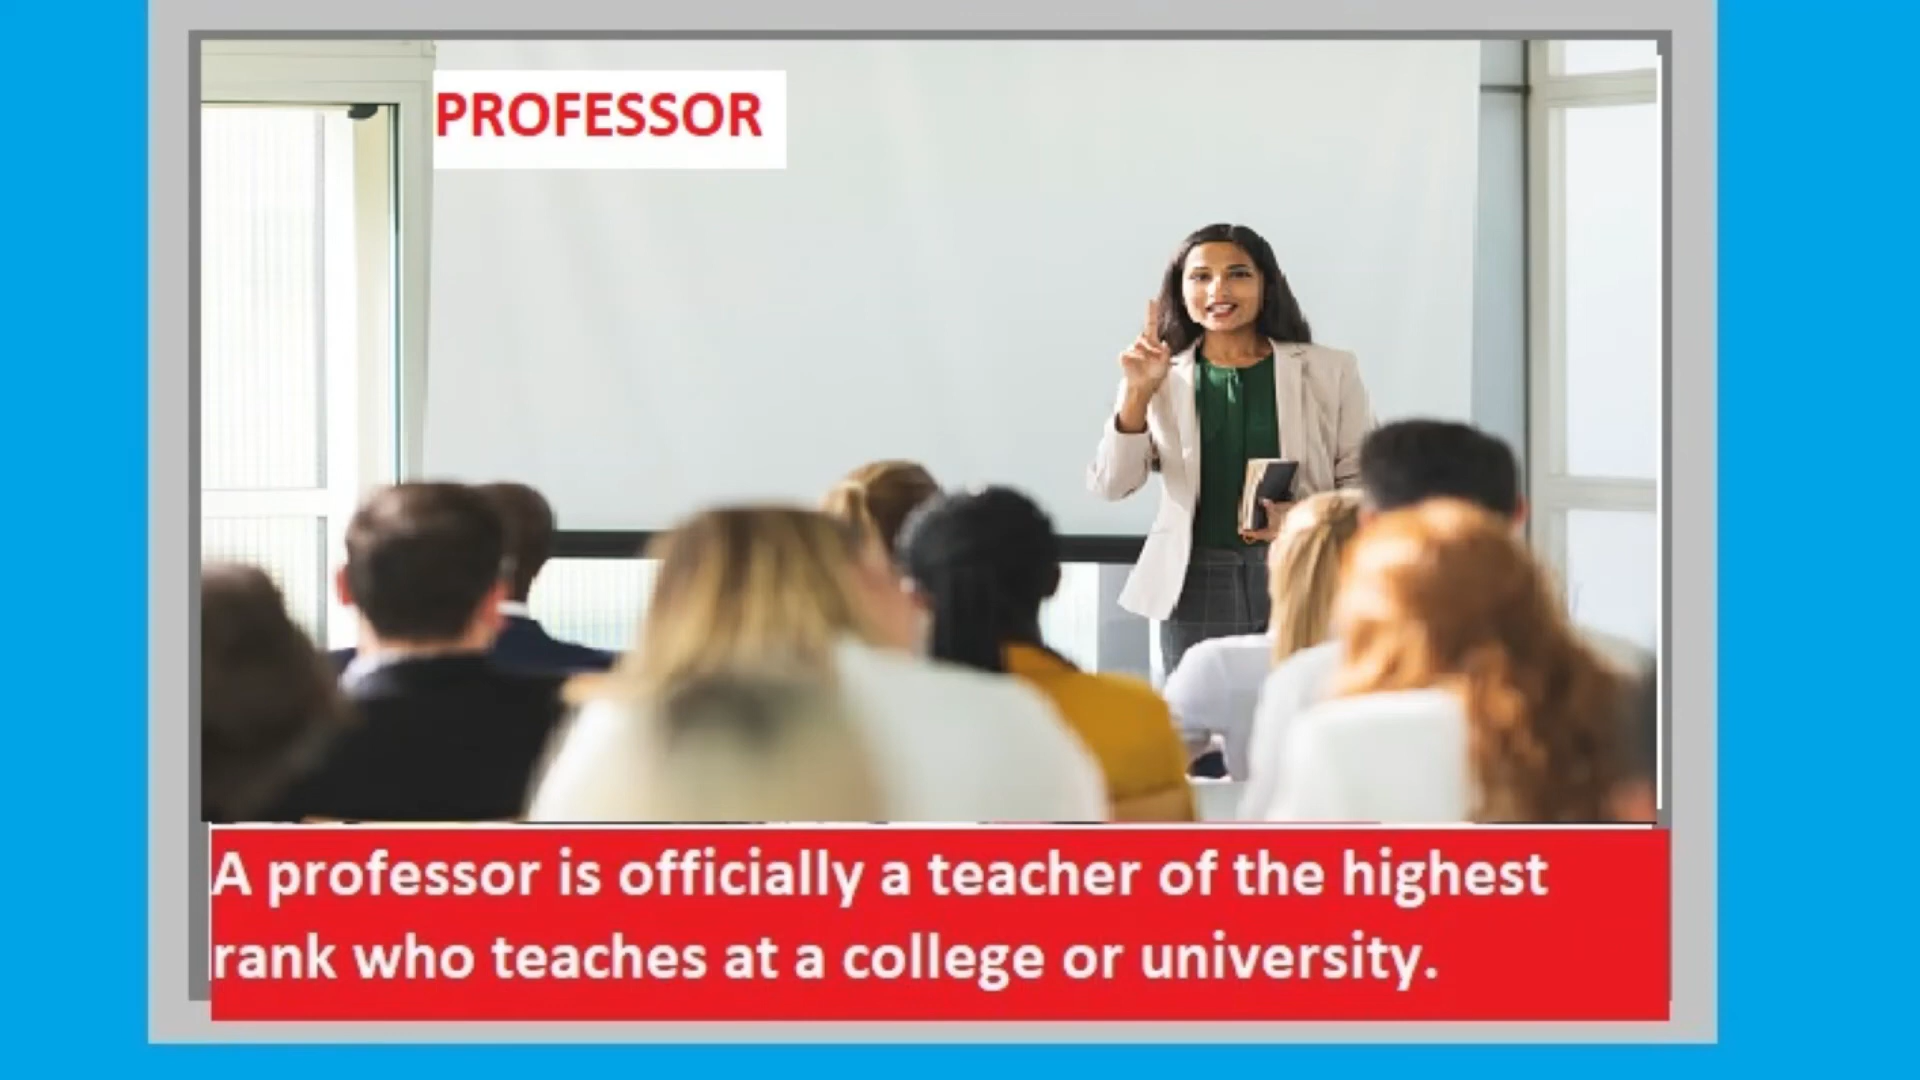 PROFESSOR
A professor is officially a teacher of the highest
rank who teaches at a college or university.